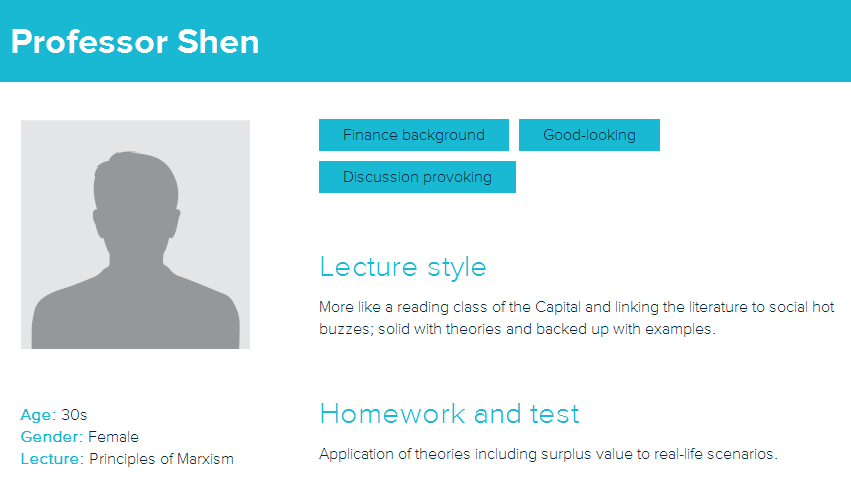 Professor Shen
Finance background
Good-looking
Discussion provoking
Lecture style
More like a reading class of the Capital and linking the literature to social hot
buzzes; solid with theories and backed up with examples.
Age: 30s
Gender: Female
Lecture: Principles of Marxism
Homework and test
Application of theories including surplus value to real-life scenarios.